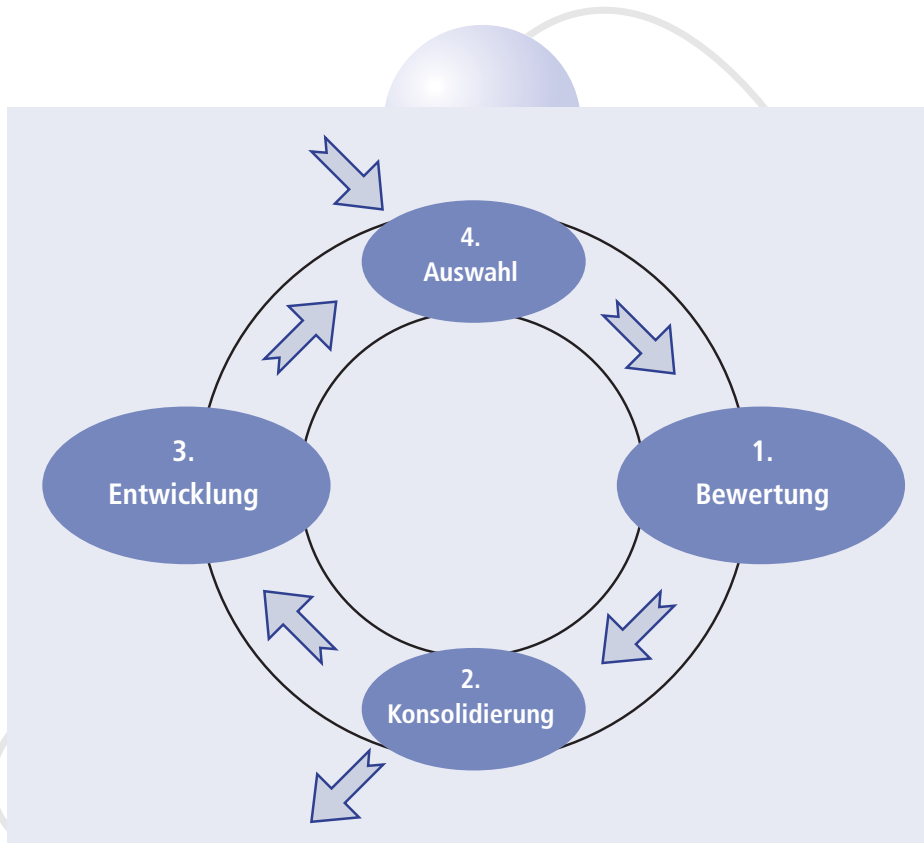 4.
Auswahl
3.
Entwicklung
1.
Bewertung
2.
Konsolidierung